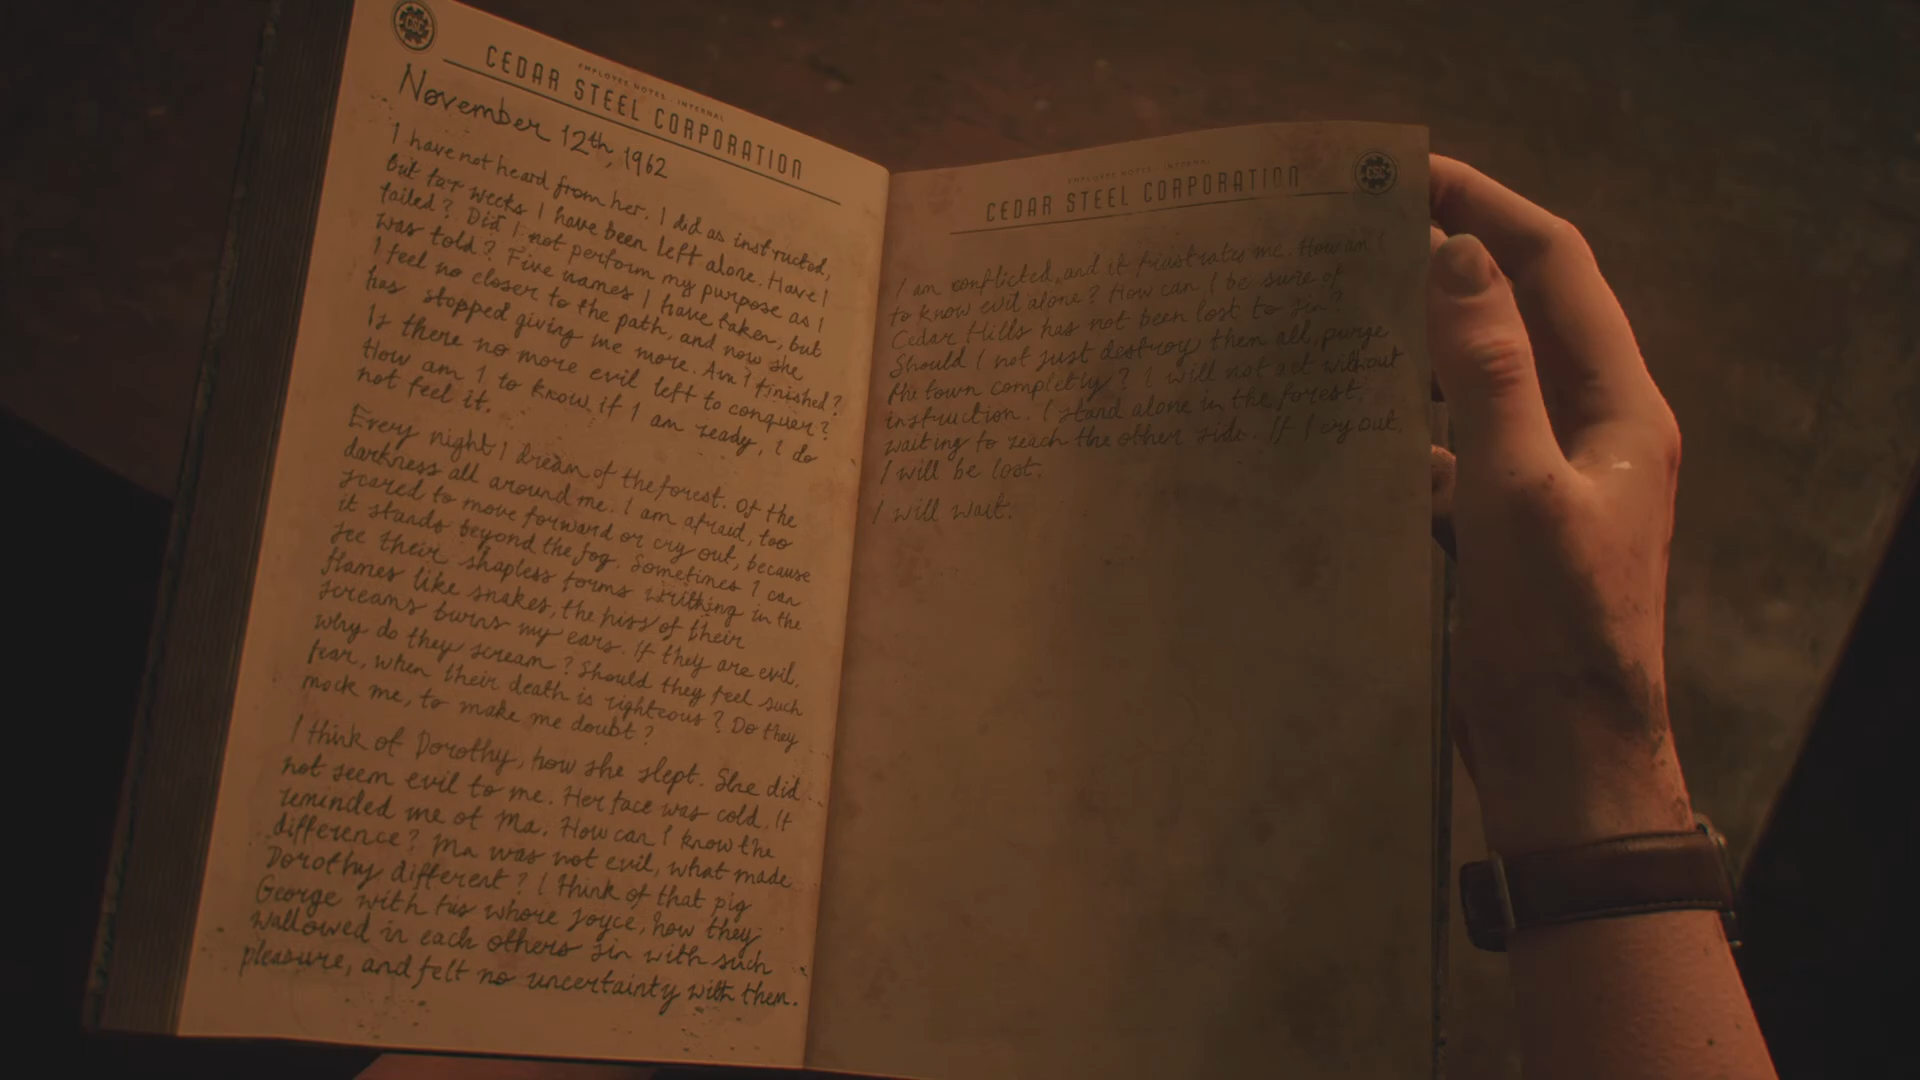 CSC
EMPLOYEE NOTES - INTERNAL
CEDAR STEEL CORPORATION
November 12th, 1962
I have not heard from her. I did as instructed,
but for weeks I have been left alone. Have I
failed? Did I not perform my purpose as I
was told? Five names I have taken, but
I feel no closer to the path, and now she
has stopped giving me more. Am I finished?
Is there no more evil left to conquer?
How am I to know if I am ready, I do
not feel it.
Every night I dream of the forest. Of the
darkness all around me. I am afraid, too
scared to move forward or cry out, because
it stands beyond the fog. Sometimes I can
see their shapless forms writhing in the
flames like snakes, the hiss of their
screams burns my ears. If they are evil,
why do they scream? Should they feel such
fear, when their death is righteous? Do they
mock me, to make me doubt?
I think of Dorothy, how she slept. She did
not seem evil to me. Her face was cold. It
reminded me of Ma. How can I know the
difference? Ma was not evil, what made
Dorothy different? I think of that pig
George with his whore Joyce, how they
wallowed in each others sin with such
pleasure, and felt no uncertainty with them.
EMPLOYEE NOTES - INTERNAL
CEDAR STEEL CORPORATION
CSC
I am conflicted, and it frustrates me. How am I
to know evil alone? How can I be sure of
Cedar Hills has not been lost to sin?
Should I not just destroy them all, purge
the town completly? I will not act without
instruction. I stand alone in the forest,
waiting to reach the other side. If I cry out,
I will be lost.
I will wait.